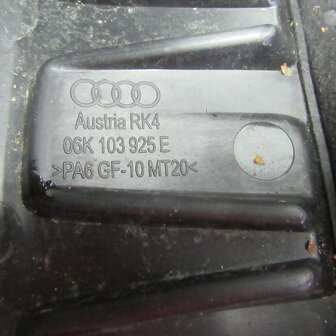 Austria RK4
06K 103 925 E
>PA6 GF-10 MT20<